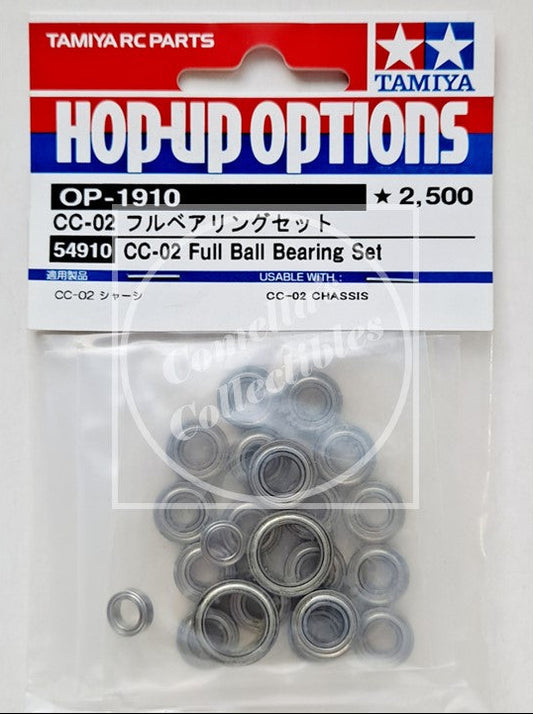 TAMIYA RC PARTS
TAMIYA
HOP-UP OPTIONS
OP-1910 ★ 2,500
CC-02 フルベアリングセット
54910 CC-02 Full Ball Bearing Set
適用製品 USABLE WITH :
CC-02 シャーシ CC-02 CHASSIS
Comella's
Collectibles